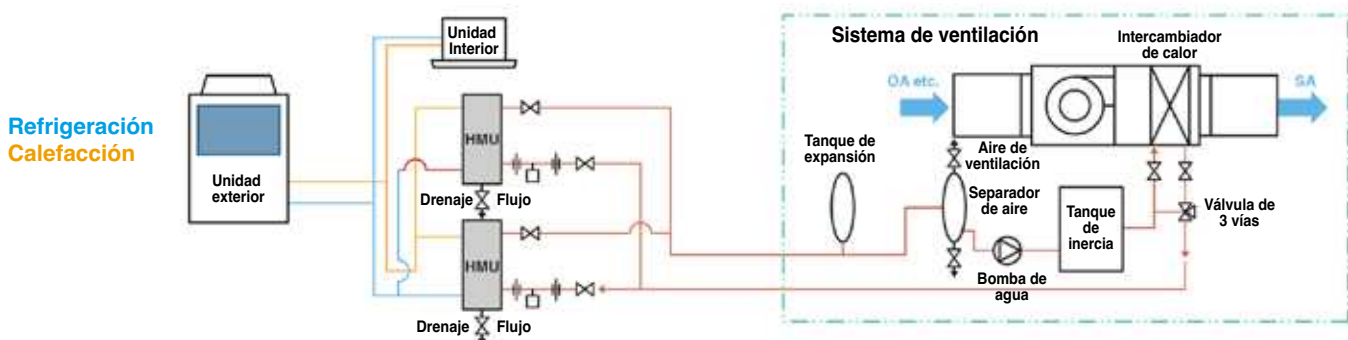 Refrigeración
Calefacción
Unidad
exterior
Unidad
Interior
HMU
Drenaje
Flujo
HMU
Drenaje
Flujo
Sistema de ventilación
Intercambiador
de calor
OA etc.
SA
Tanque de
expansión
Aire de
ventilación
Separador
de aire
Bomba de
agua
Tanque
de
inercia
Válvula de
3 vías